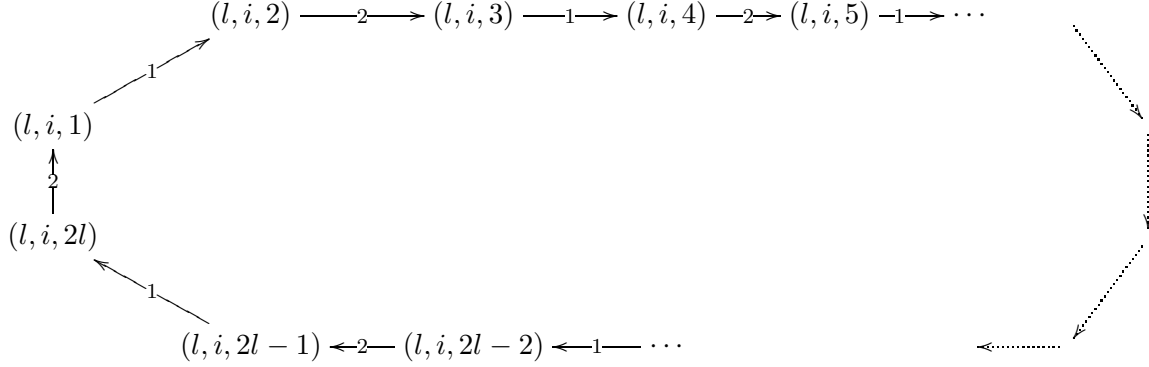 (l, i, 2) 2 (l, i, 3) 1 (l, i, 4) 2 (l, i, 5) 1 ⋯
1
(l, i, 1)
2
(l, i, 2l)
1
(l, i, 2l − 1) 2 (l, i, 2l − 2) 1 ⋯